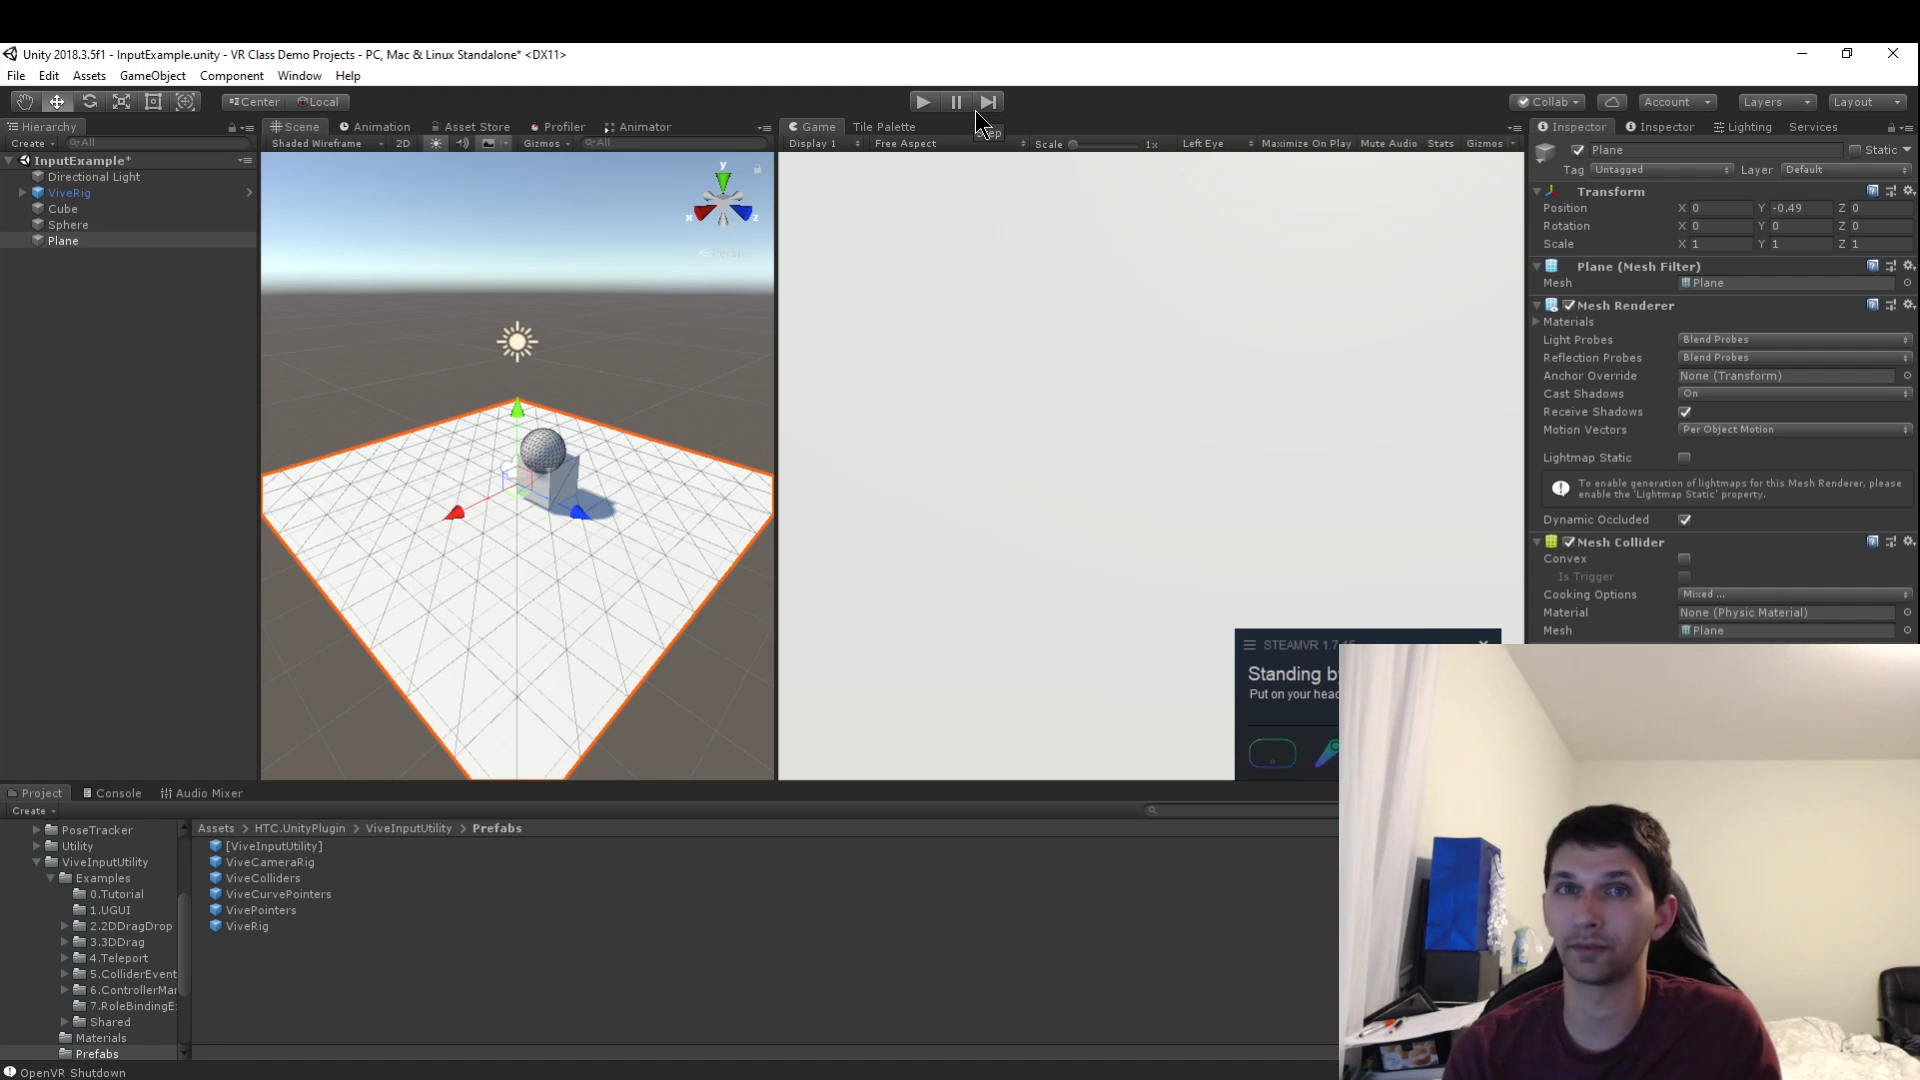 Unity 2018.3.5f1 - InputExample.unity - VR Class Demo Projects - PC, Mac & Linux Standalone* <DX11>
File Edit Assets GameObject Component Window Help
Center Local
Collab Account Layers Layout
Hierarchy Scene Animation Asset Store Profiler Animator Game Tile Palette Inspector Inspector Lighting Services
Create All Shaded Wireframe 2D Gizmos All Display 1 Free Aspect Scale 1x Left Eye Maximize On Play Mute Audio Stats Gizmos
InputExample*
Directional Light
ViveRig
Cube
Sphere
Plane
y
x z
Persp
Plane Static
Tag Untagged Layer Default
Transform
Position X 0 Y -0.49 Z 0
Rotation X 0 Y 0 Z 0
Scale X 1 Y 1 Z 1
Plane (Mesh Filter)
Mesh Plane
Mesh Renderer
Materials
Light Probes Blend Probes
Reflection Probes Blend Probes
Anchor Override None (Transform)
Cast Shadows On
Receive Shadows
Motion Vectors Per Object Motion
Lightmap Static
To enable generation of lightmaps for this Mesh Renderer, please
enable the 'Lightmap Static' property.
Dynamic Occluded
Mesh Collider
Convex
Is Trigger
Cooking Options Mixed ...
Material None (Physic Material)
Mesh Plane
STEAMVR 1.7.15
Standing b
Put on your head
Project Console Audio Mixer
Create
Assets > HTC.UnityPlugin > ViveInputUtility > Prefabs
PoseTracker
Utility
ViveInputUtility
Examples
0.Tutorial
1.UGUI
2.2DDragDrop
3.3DDrag
4.Teleport
5.ColliderEvent
6.ControllerMar
7.RoleBindingE
Shared
Materials
Prefabs
[ViveInputUtility]
ViveCameraRig
ViveColliders
ViveCurvePointers
VivePointers
ViveRig
OpenVR Shutdown